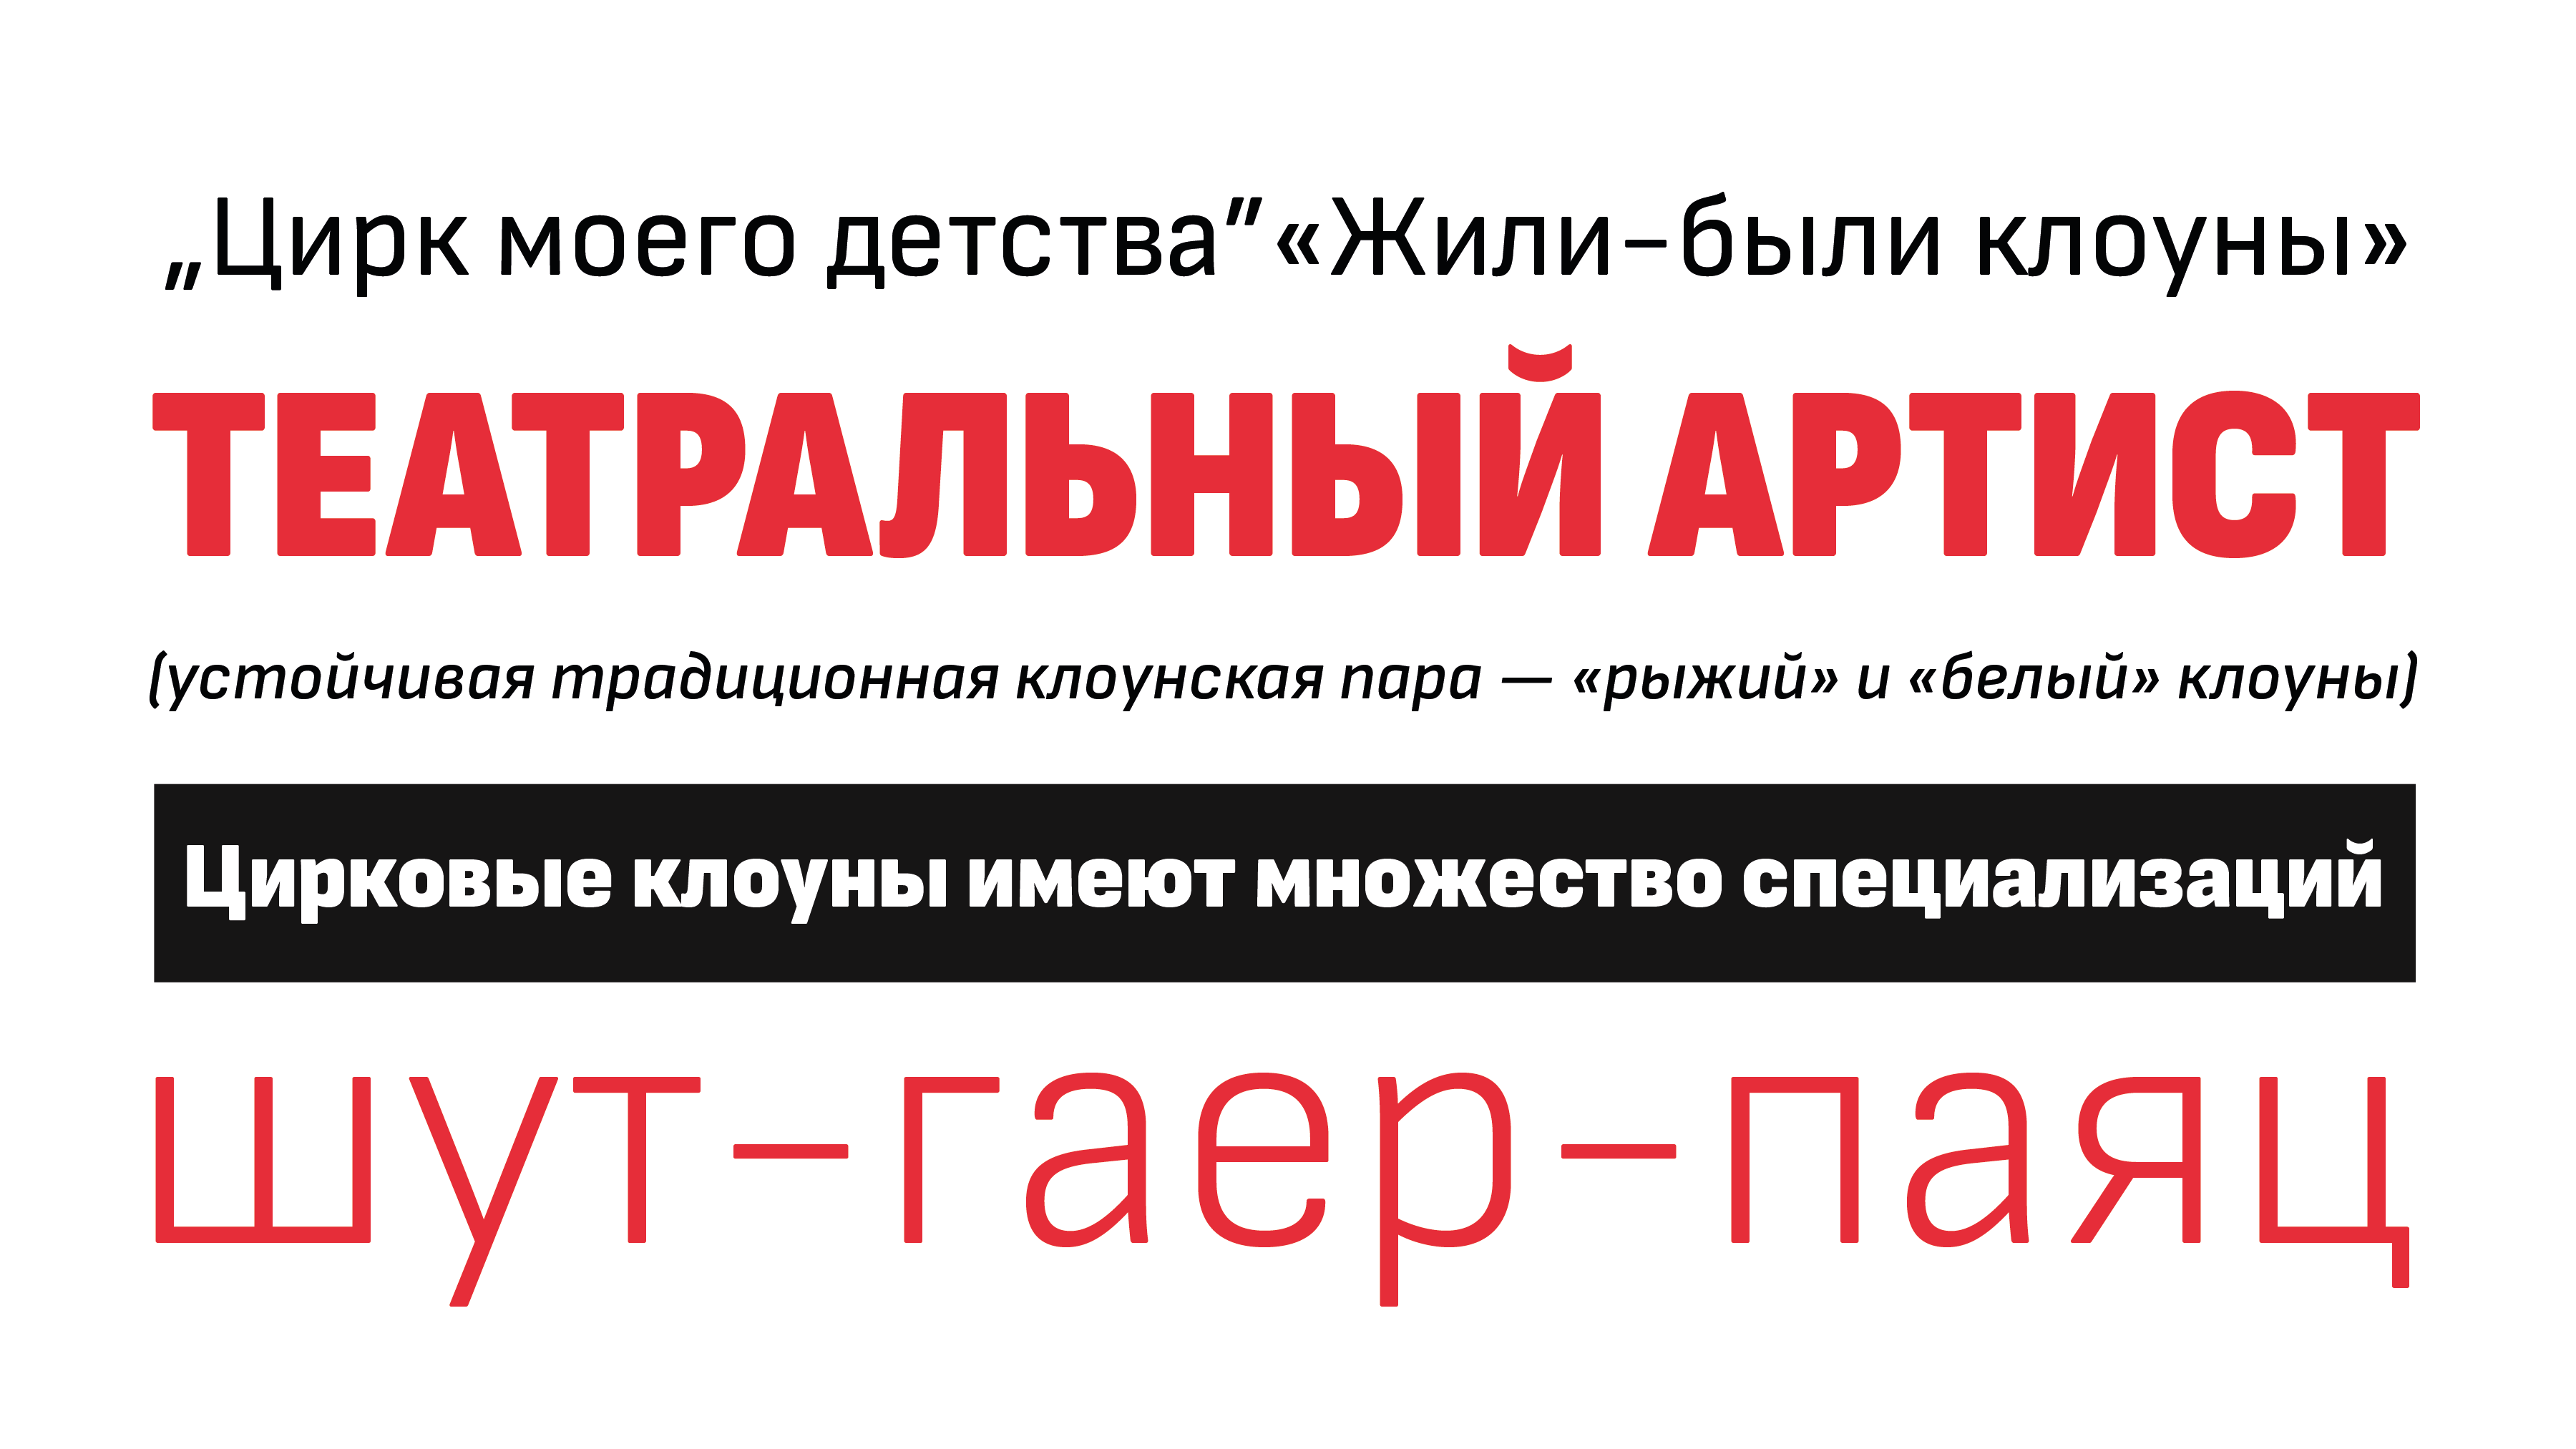 „Цирк моего детства” «Жили-были клоуны»
ТЕАТРАЛЬНЫЙ АРТИСТ
(устойчивая традиционная клоунская пара — «рыжий» и «белый» клоуны)
Цирковые клоуны имеют множество специализаций
шут-гаер-паяц